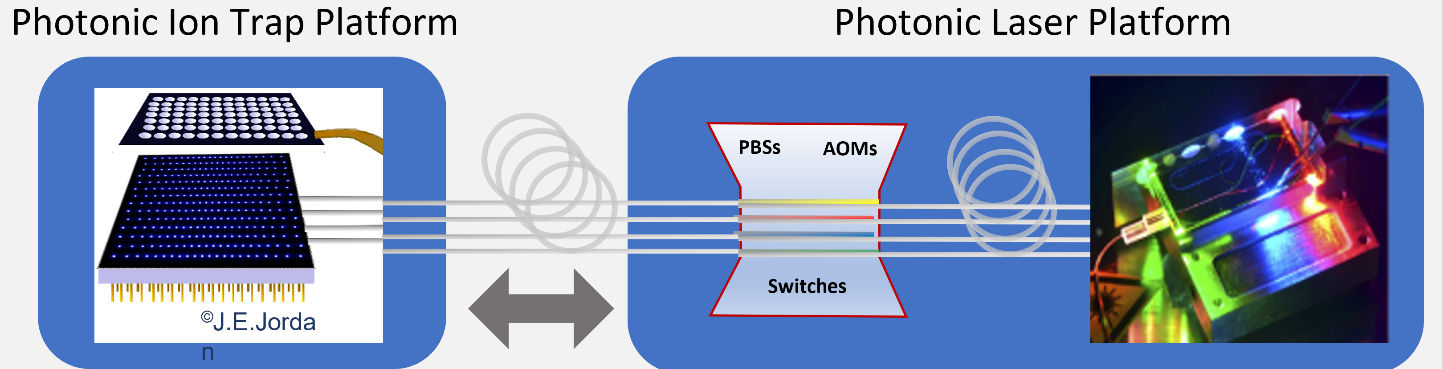 Photonic Ion Trap Platform
Photonic Laser Platform
PBSs AOMs
Switches
©J.E.Jorda
n